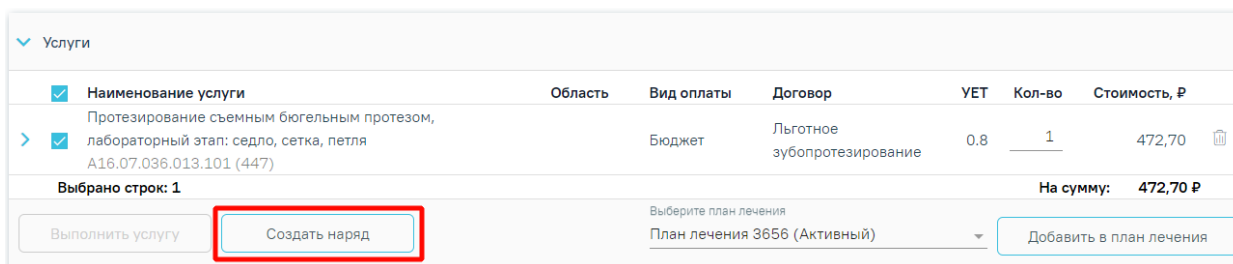 Услуги
Наименование услуги Область Вид оплаты Договор УЕТ Кол-во Стоимость, ₽
Протезирование съемным бюгельным протезом,
лабораторный этап: седло, сетка, петля
A16.07.036.013.101 (447)
Бюджет
Льготное
зубопротезирование
0.8 1 472,70
Выбрано строк: 1 На сумму: 472,70 ₽
Выберите план лечения
Выполнить услугу Создать наряд План лечения 3656 (Активный) Добавить в план лечения